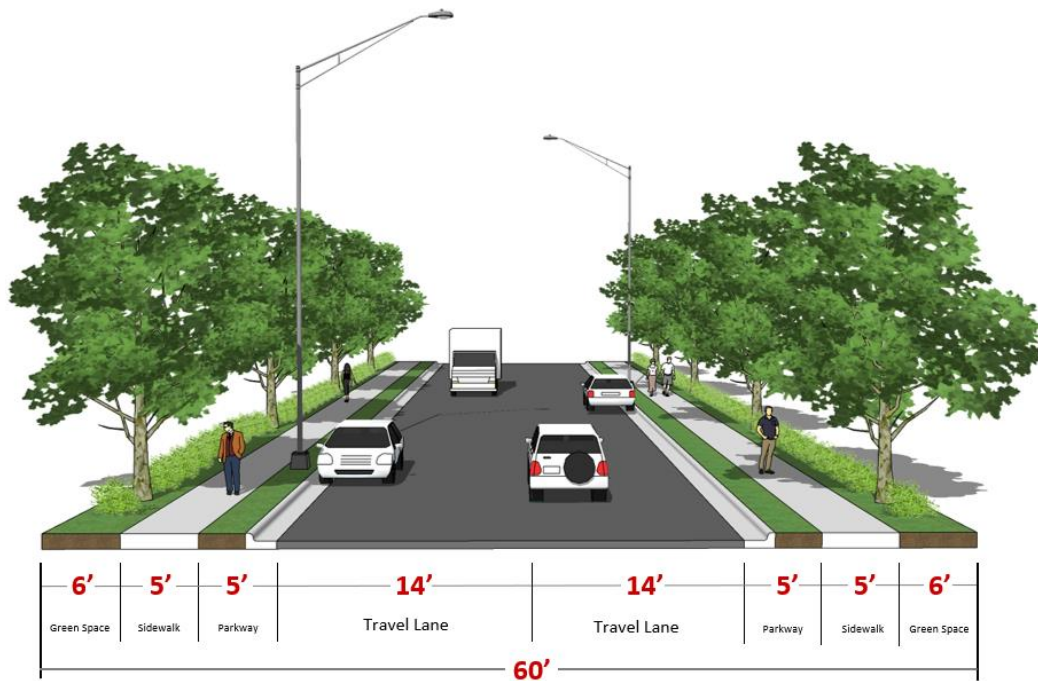 6’ 5’ 5’ 14’ 14’ 5’ 5’ 6’
Green Space Sidewalk Parkway Travel Lane Travel Lane Parkway Sidewalk Green Space
60’